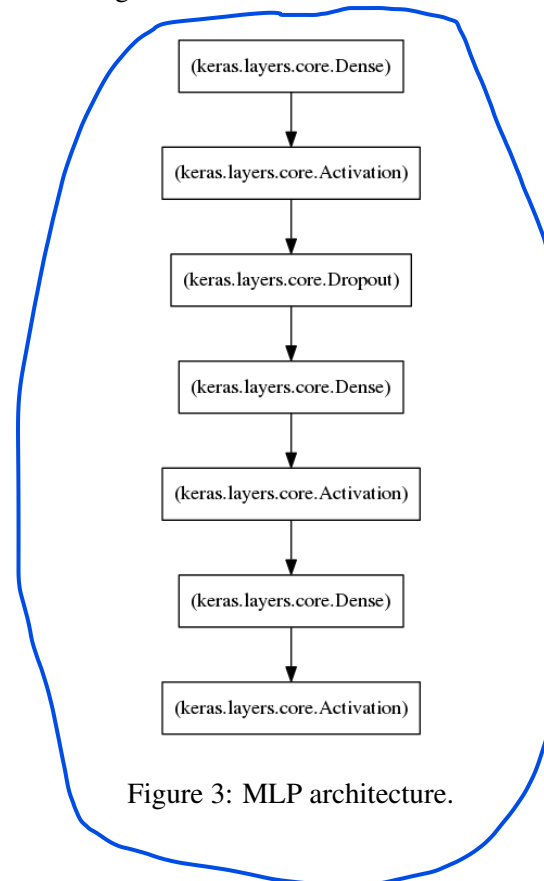 (keras.layers.core.Dense)
(keras.layers.core.Activation)
(keras.layers.core.Dropout)
(keras.layers.core.Dense)
(keras.layers.core.Activation)
(keras.layers.core.Dense)
(keras.layers.core.Activation)
Figure 3: MLP architecture.